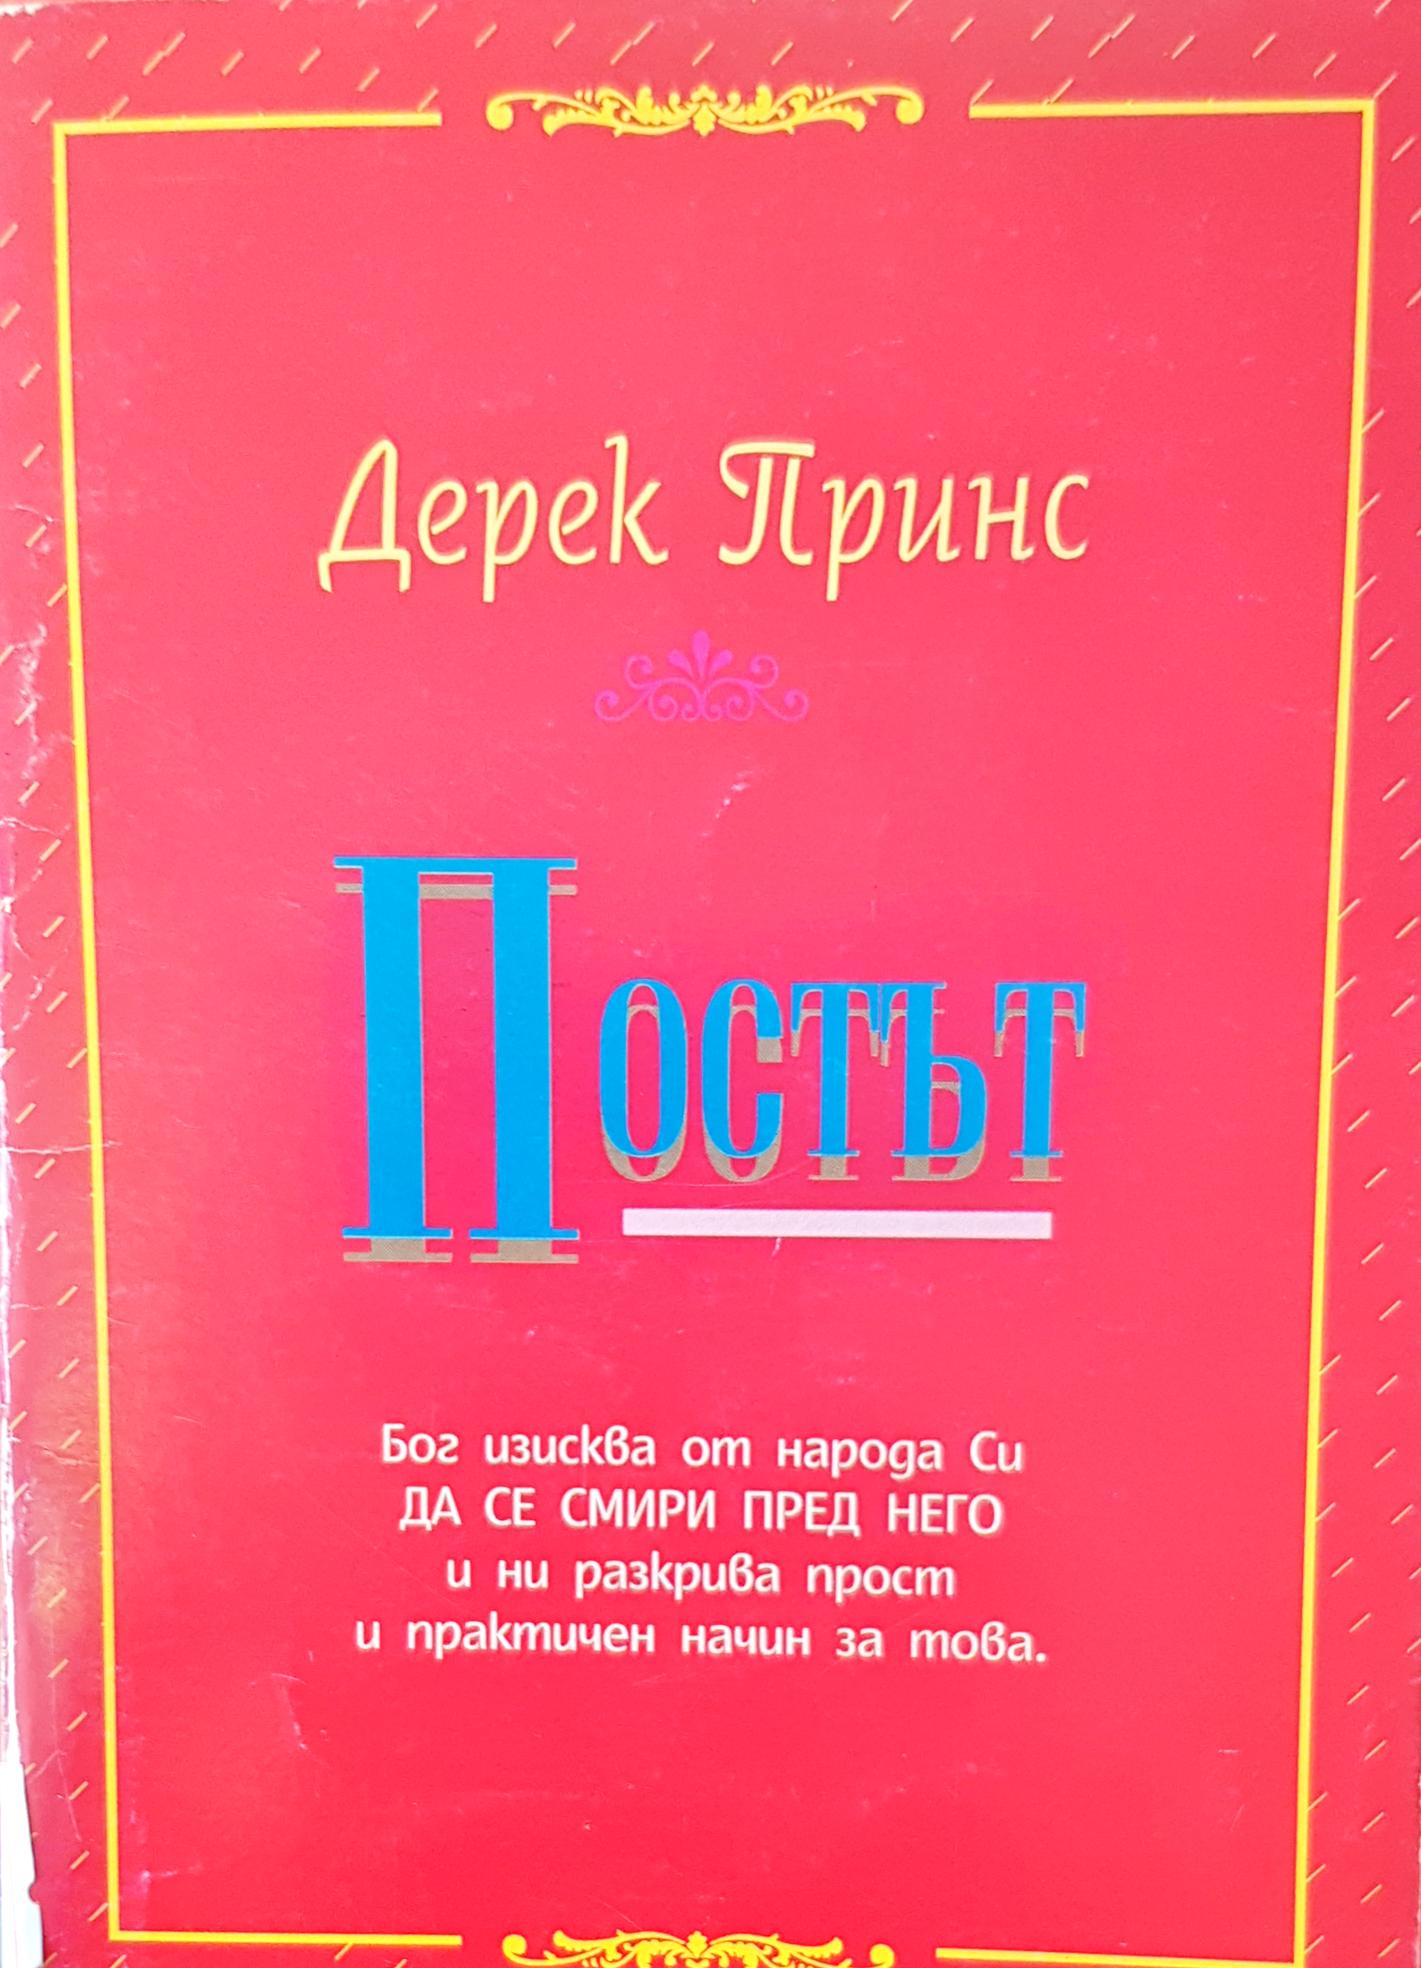 Дерек Принс
Постът
Бог изисква от народа Си
ДА СЕ СМИРИ ПРЕД НЕГО
и ни разкрива прост
и практичен начин за това.